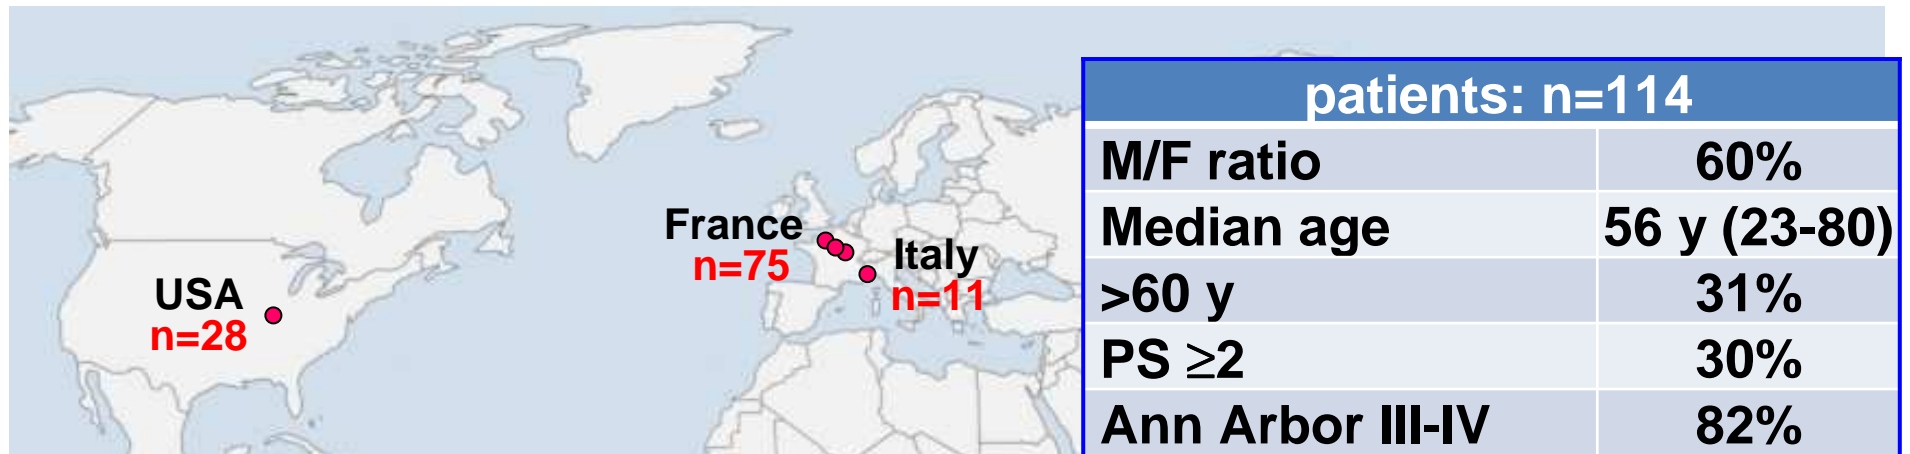 USA
n=28
France
n=75
Italy
n=11
patients: n=114
M/F ratio 60%
Median age 56 y (23-80)
>60 y 31%
PS ≥2 30%
Ann Arbor III-IV 82%